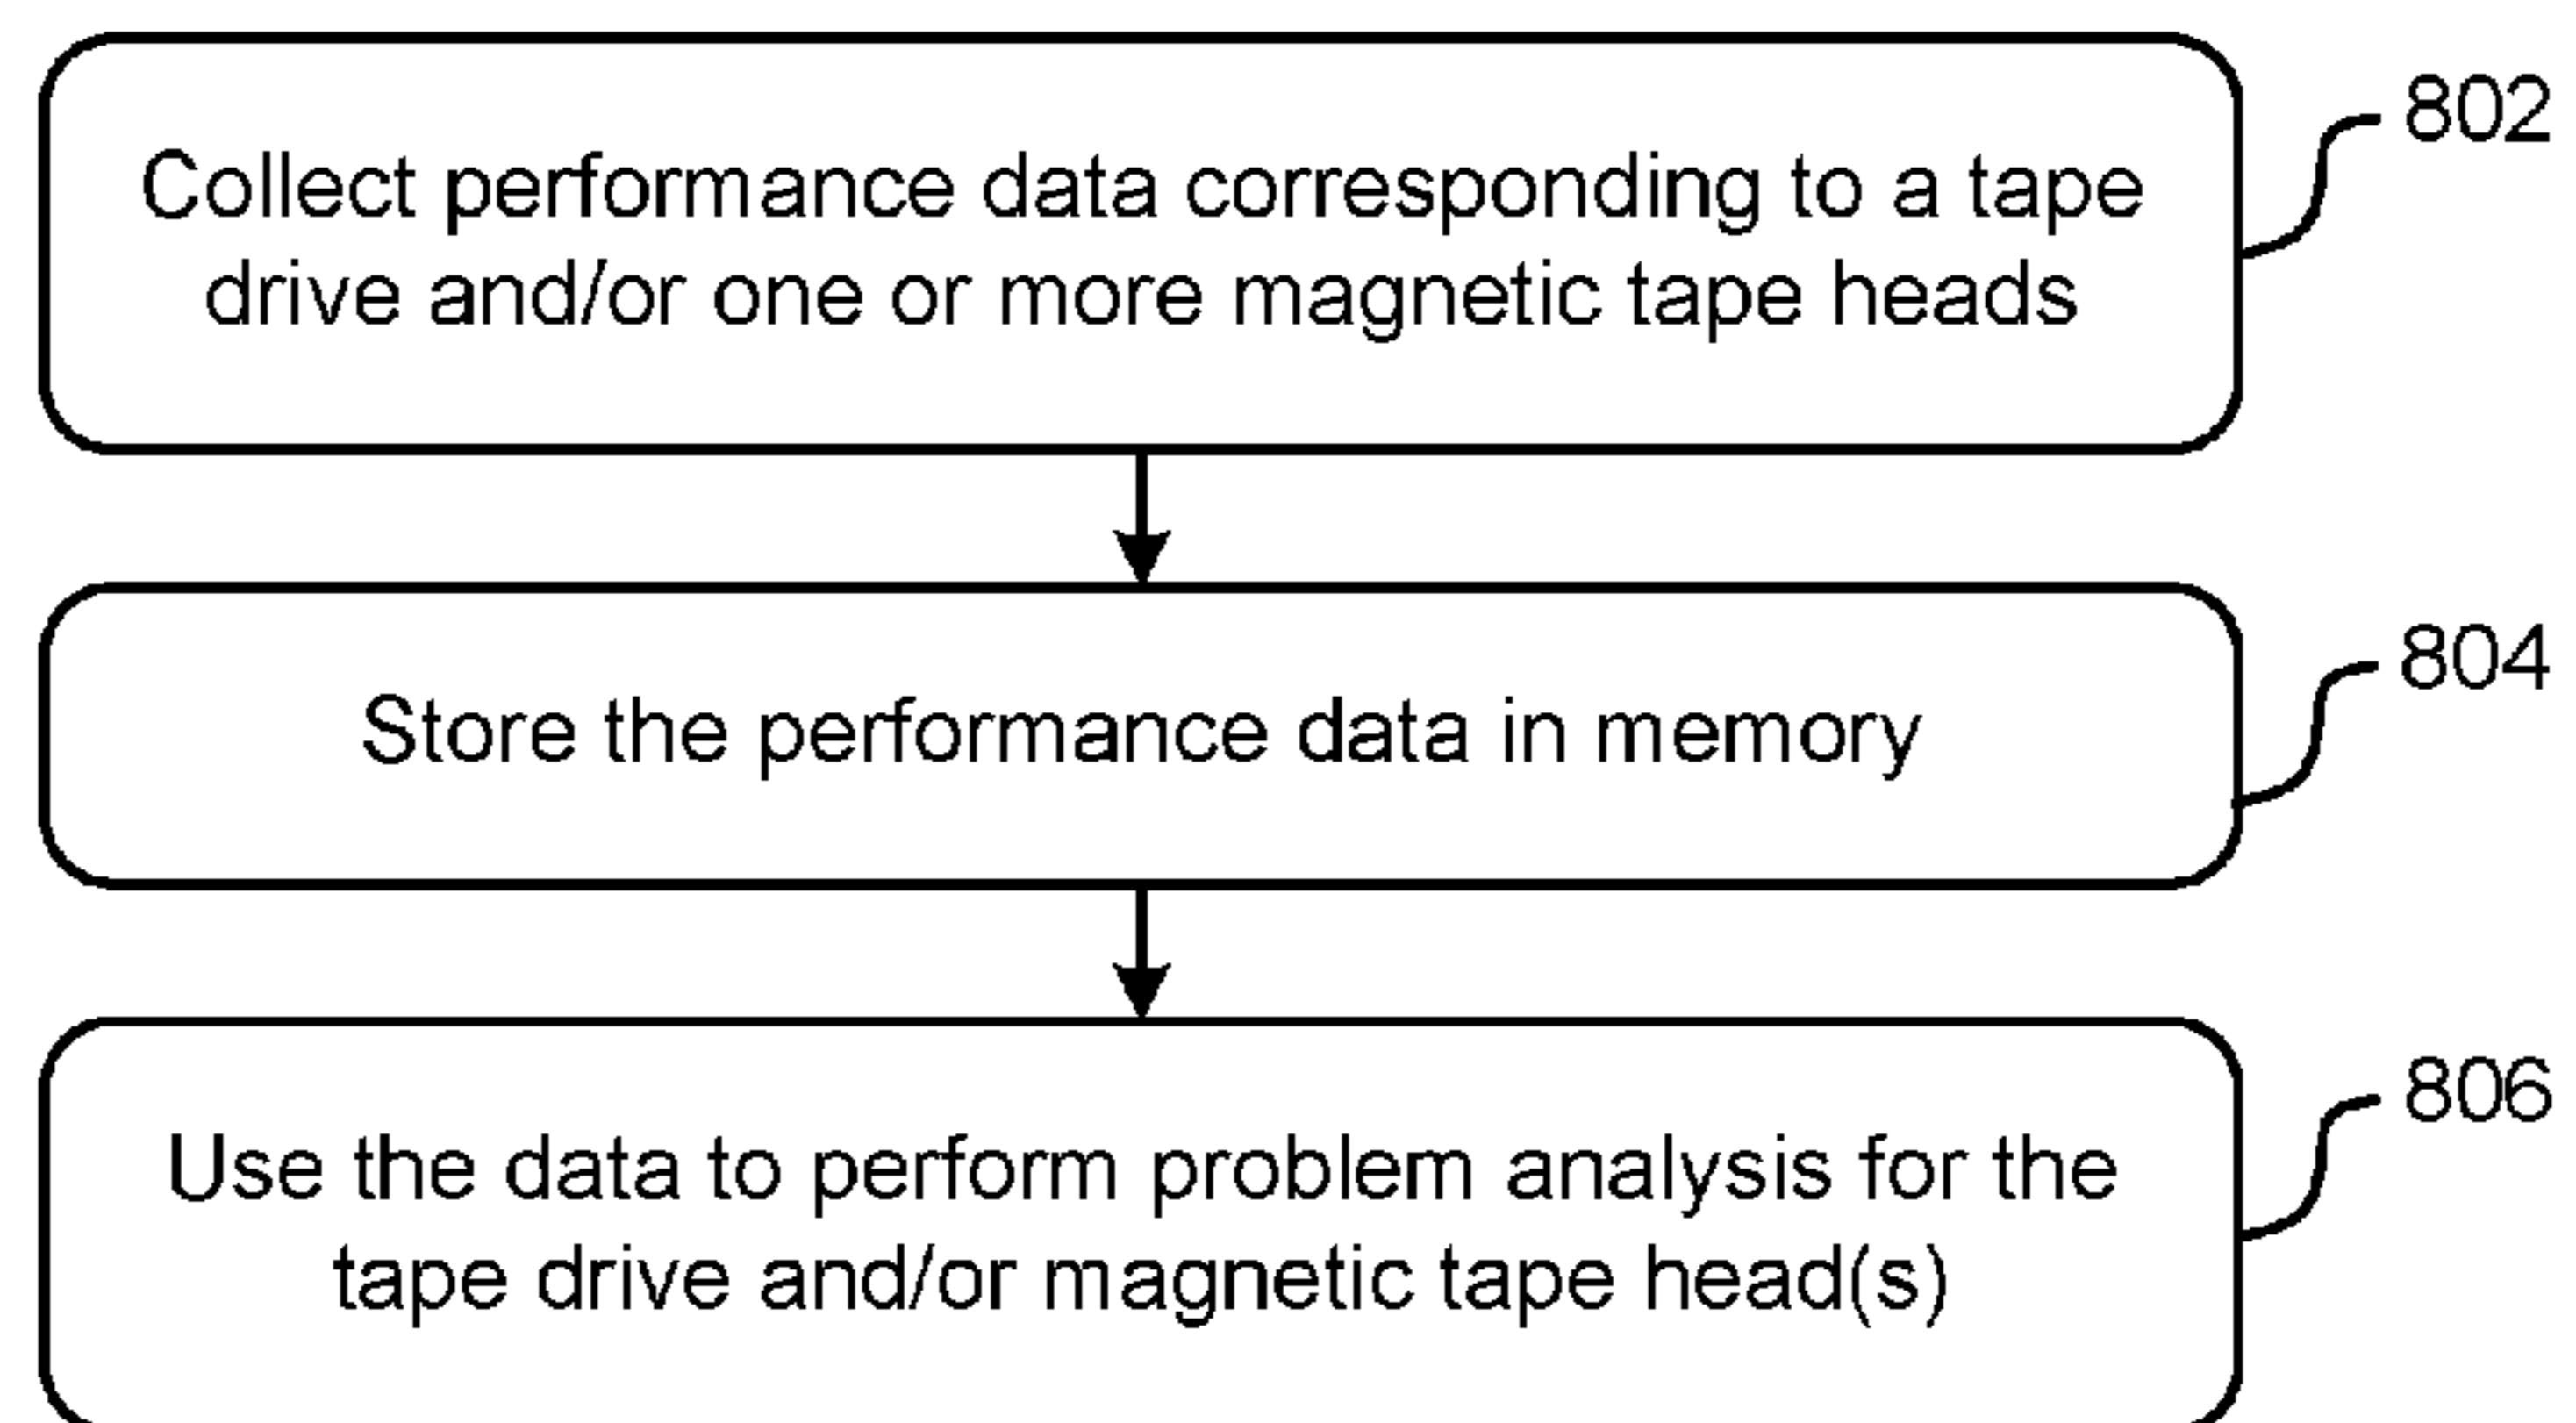 Collect performance data corresponding to a tape
drive and/or one or more magnetic tape heads
802
Store the performance data in memory
804
Use the data to perform problem analysis for the
tape drive and/or magnetic tape head(s)
806